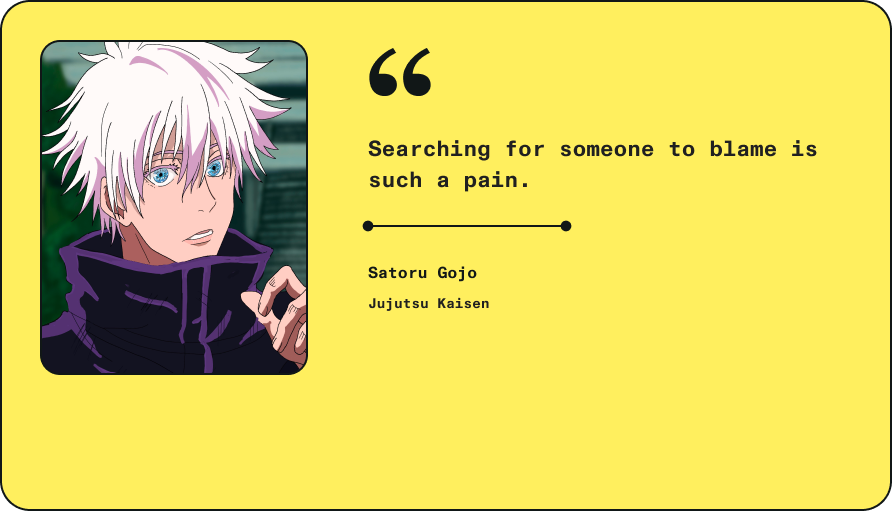 “
Searching for someone to blame is
such a pain.
Satoru Gojo
Jujutsu Kaisen